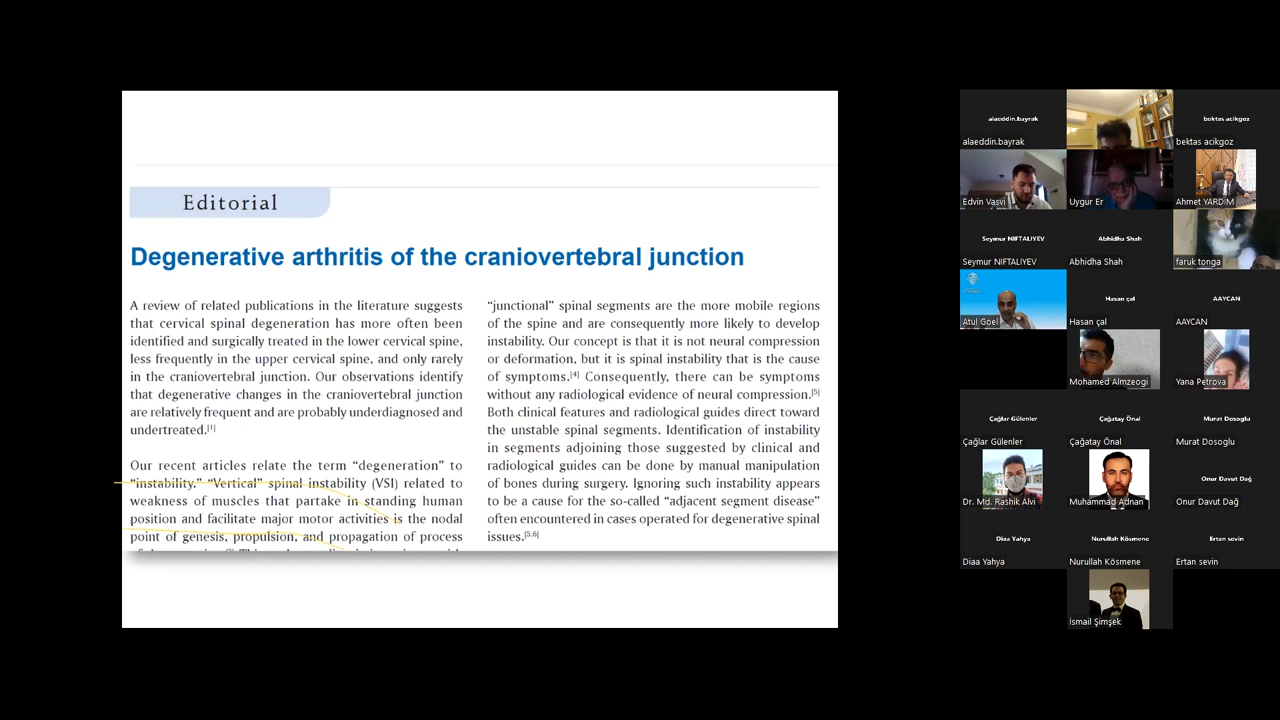 Editorial
Degenerative arthritis of the craniovertebral junction
A review of related publications in the literature suggests
that cervical spinal degeneration has more often been
identified and surgically treated in the lower cervical spine,
less frequently in the upper cervical spine, and only rarely
in the craniovertebral junction. Our observations identify
that degenerative changes in the craniovertebral junction
are relatively frequent and are probably underdiagnosed and
undertreated.[1]
Our recent articles relate the term “degeneration” to
“instability.” “Vertical” spinal instability (VSI) related to
weakness of muscles that partake in standing human
position and facilitate major motor activities is the nodal
point of genesis, propulsion, and propagation of process
“junctional” spinal segments are the more mobile regions
of the spine and are consequently more likely to develop
instability. Our concept is that it is not neural compression
or deformation, but it is spinal instability that is the cause
of symptoms.[4] Consequently, there can be symptoms
without any radiological evidence of neural compression.[5]
Both clinical features and radiological guides direct toward
the unstable spinal segments. Identification of instability
in segments adjoining those suggested by clinical and
radiological guides can be done by manual manipulation
of bones during surgery. Ignoring such instability appears
to be a cause for the so-called “adjacent segment disease”
often encountered in cases operated for degenerative spinal
issues.[5,6]
alaeddin.bayrak
alaeddin.bayrak
bektas acikgoz
bektas acikgoz
Edvin Vasvi
Uygur Er
Ahmet YARDIM
Seymur NIFTALIYEV
Seymur NIFTALIYEV
Abhidha Shah
Abhidha Shah
faruk tonga
Atul Goel
Hasan çal
Hasan çal
AAYCAN
AAYCAN
Mohamed Almzeogi
Yana Petrova
Çağlar Gülenler
Çağlar Gülenler
Çağatay Önal
Çağatay Önal
Murat Dosoglu
Murat Dosoglu
Dr. Md. Rashik Alvi
Muhammad Adnan
Onur Davut Dağ
Onur Davut Dağ
Diaa Yahya
Diaa Yahya
Nurullah Kösmene
Nurullah Kösmene
Ertan sevin
Ertan sevin
İsmail Şimşek